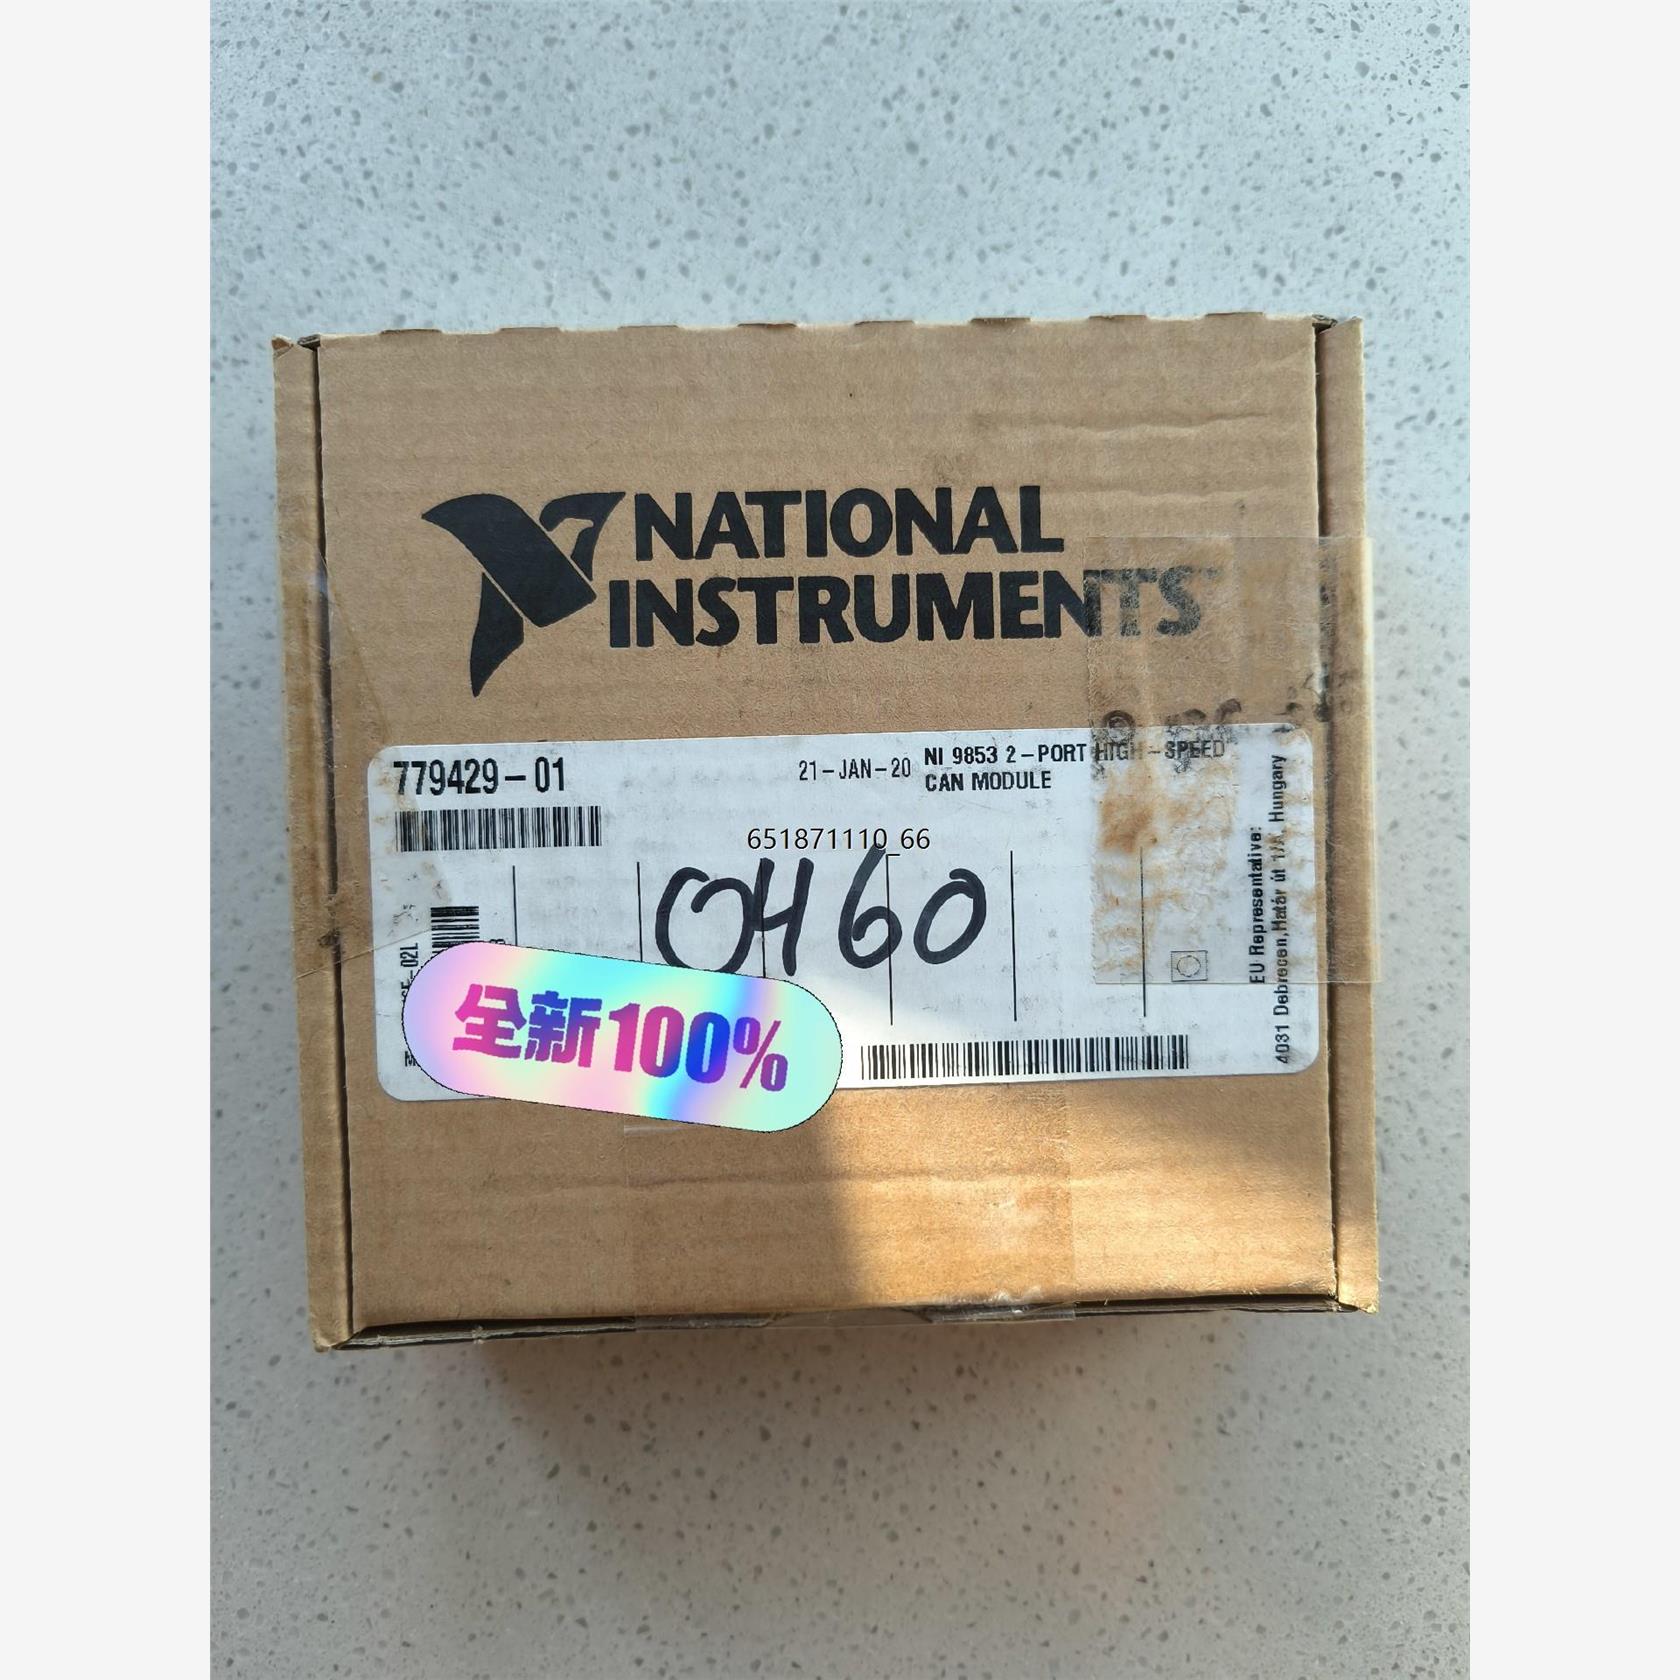 NATIONAL
INSTRUMENTS
779429-01
21-JAN-20
NI 9853 2-PORT HIGH-SPEED
CAN MODULE
651871110_66
0460
全新100%
EU Representative:
4031 Debrecen,Határ út 1/A. Hungary